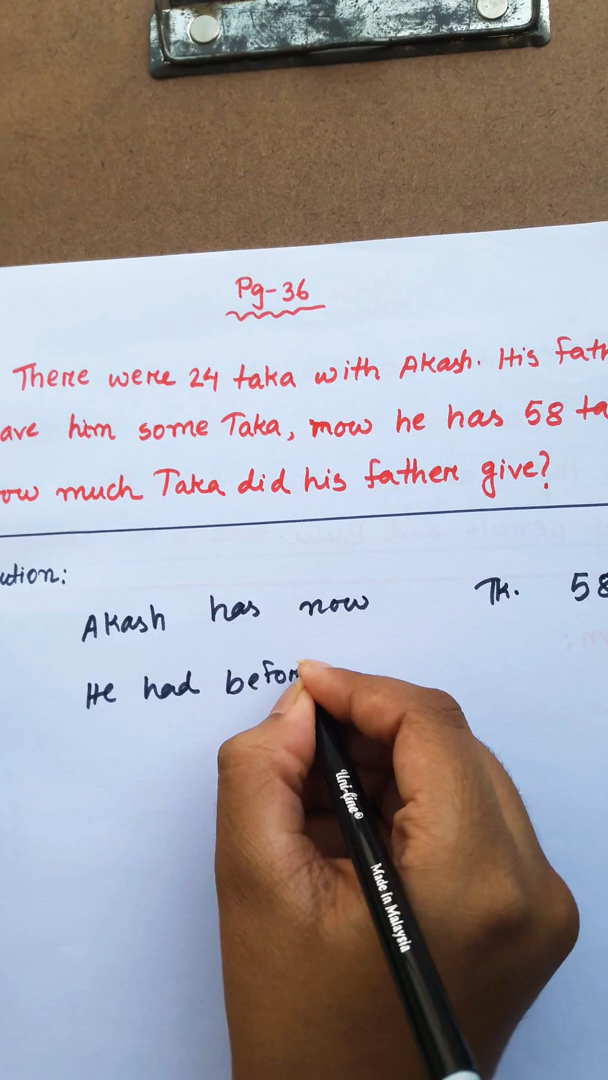 Pg-36
There were 24 taka with Akash. His fath
ave him some Taka, now he has 58 ta
ow much Taka did his father give?
ution:
Akash has now Tk. 58
He had befor
Uni-Fine®
Made in Malaysia